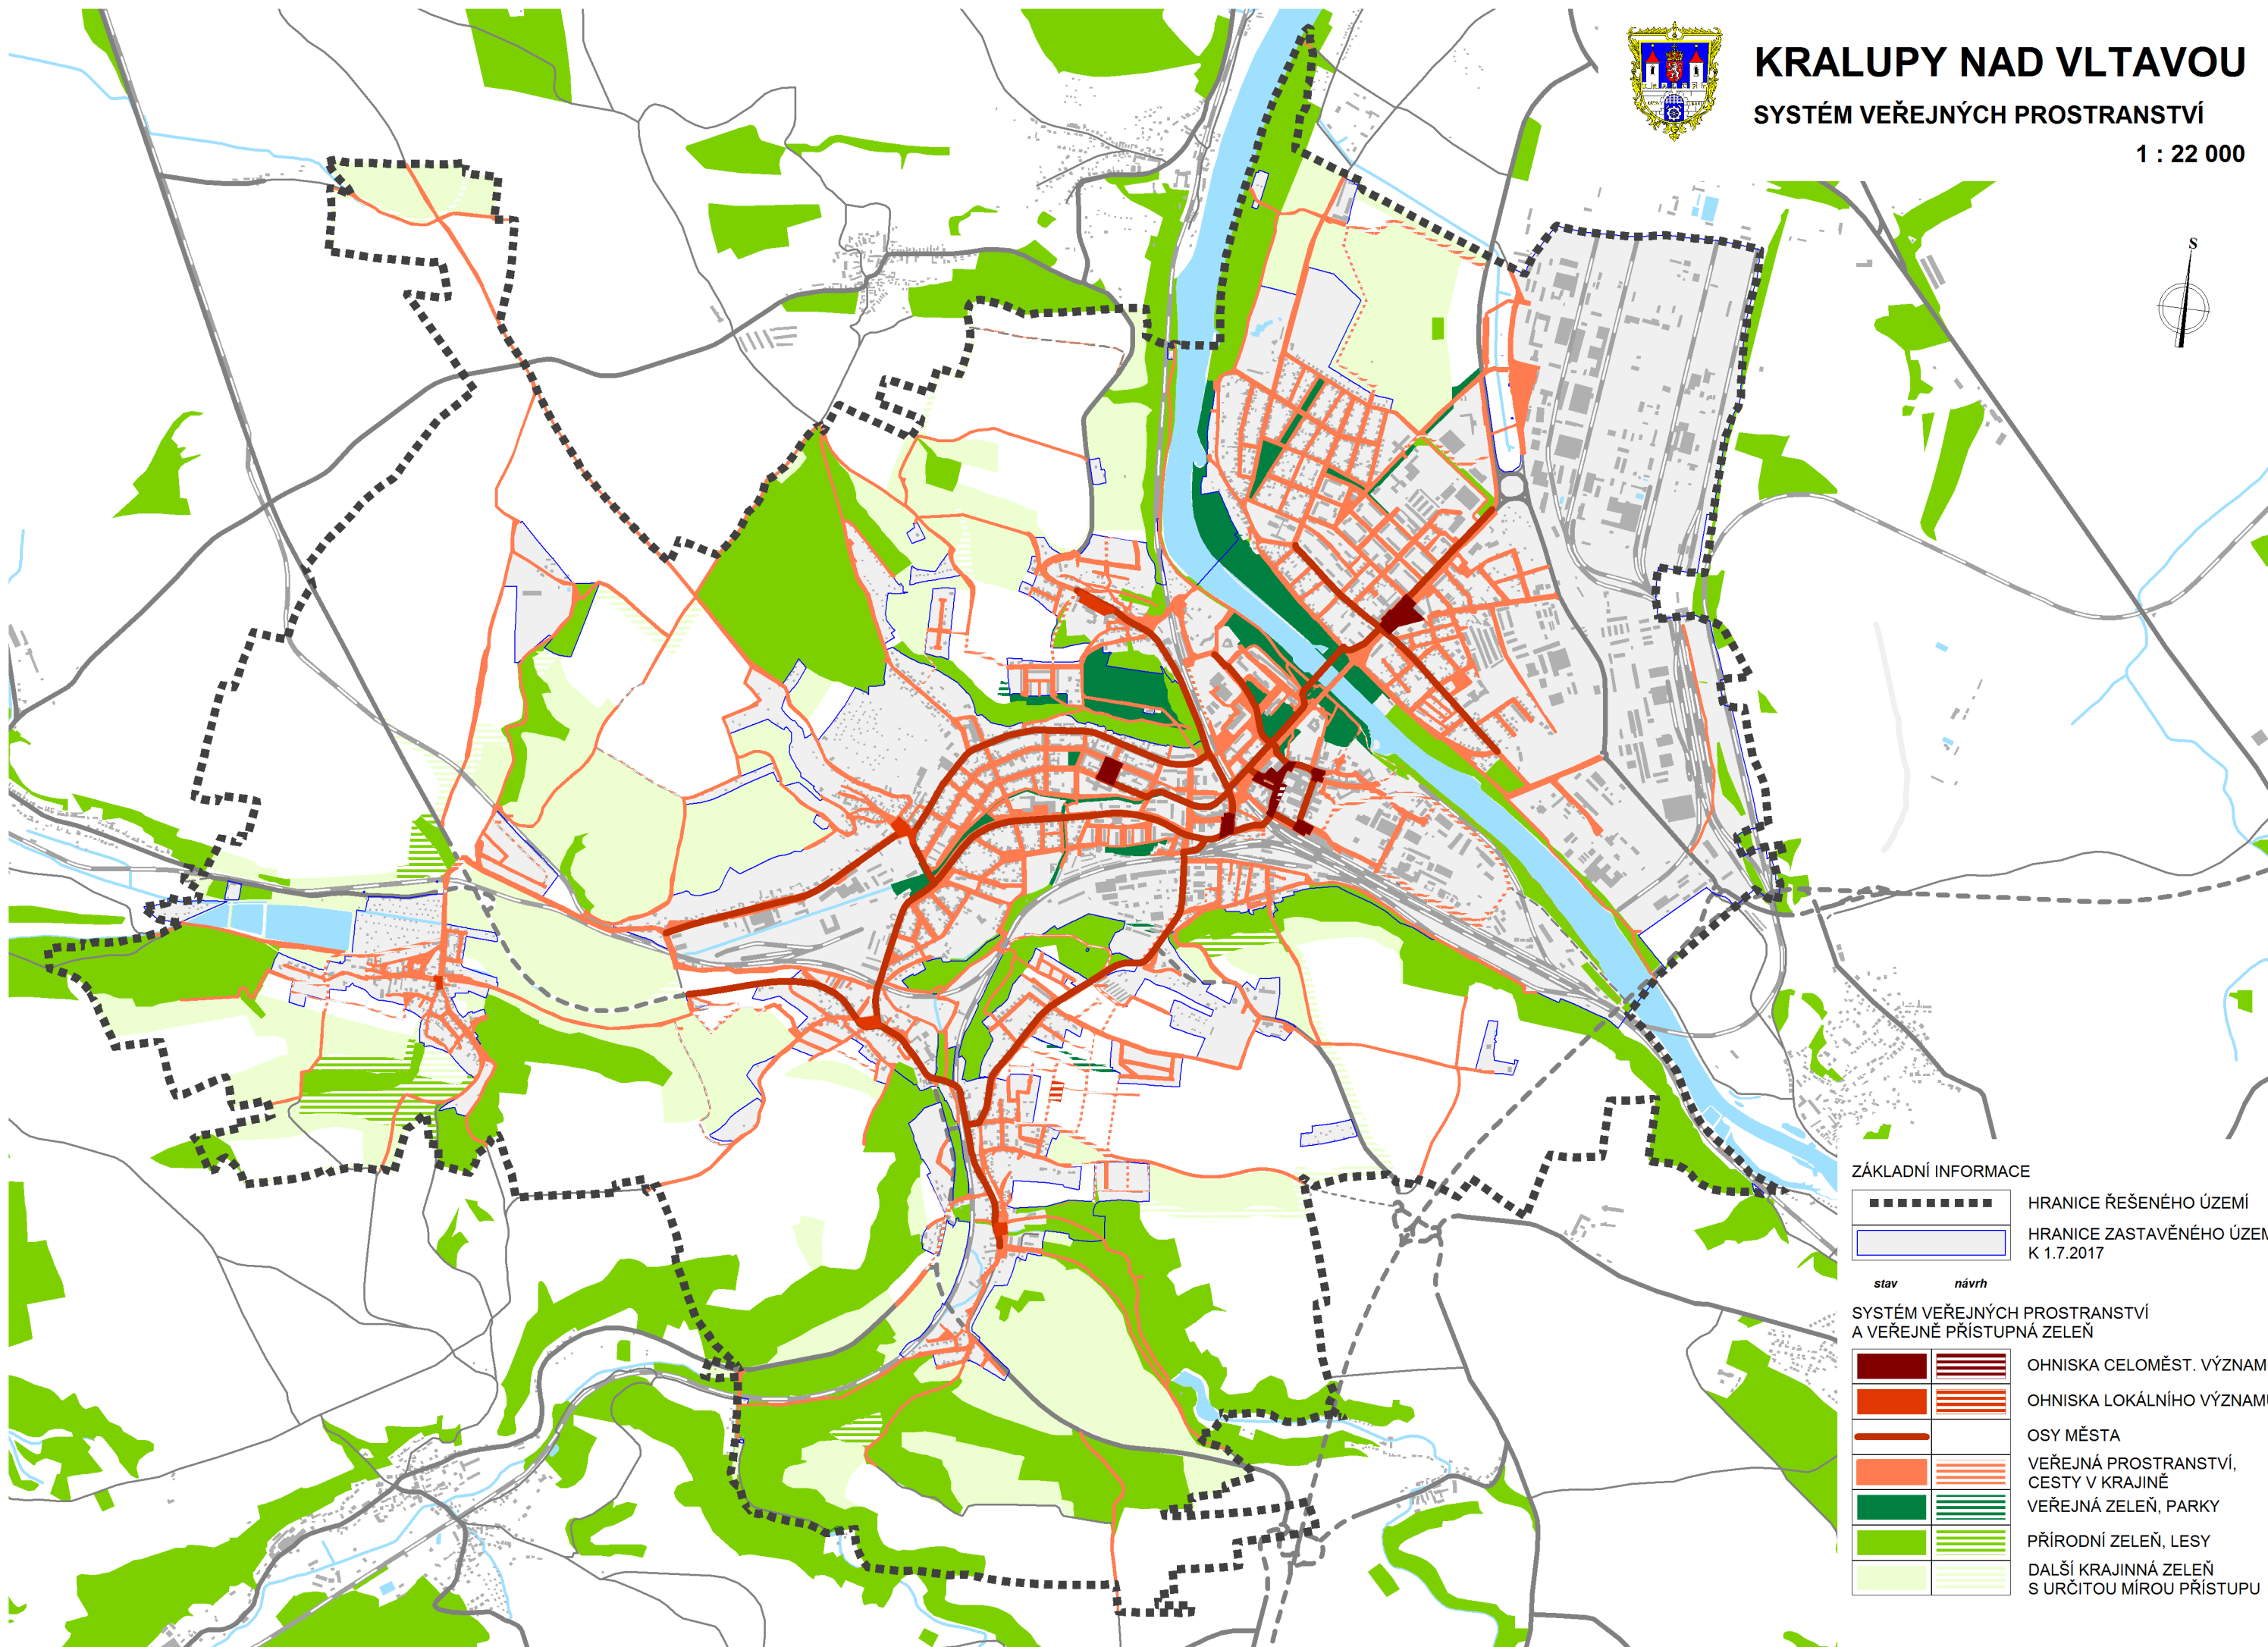 KRALUPY NAD VLTAVOU
SYSTÉM VEŘEJNÝCH PROSTRANSTVÍ
1 : 22 000
S
ZÁKLADNÍ INFORMACE
HRANICE ŘEŠENÉHO ÚZEMÍ
HRANICE ZASTAVĚNÉHO ÚZEM
K 1.7.2017
stav návrh
SYSTÉM VEŘEJNÝCH PROSTRANSTVÍ
A VEŘEJNĚ PŘÍSTUPNÁ ZELEŇ
OHNISKA CELOMĚST. VÝZNAM
OHNISKA LOKÁLNÍHO VÝZNAMU
OSY MĚSTA
VEŘEJNÁ PROSTRANSTVÍ,
CESTY V KRAJINĚ
VEŘEJNÁ ZELEŇ, PARKY
PŘÍRODNÍ ZELEŇ, LESY
DALŠÍ KRAJINNÁ ZELEŇ
S URČITOU MÍROU PŘÍSTUPU